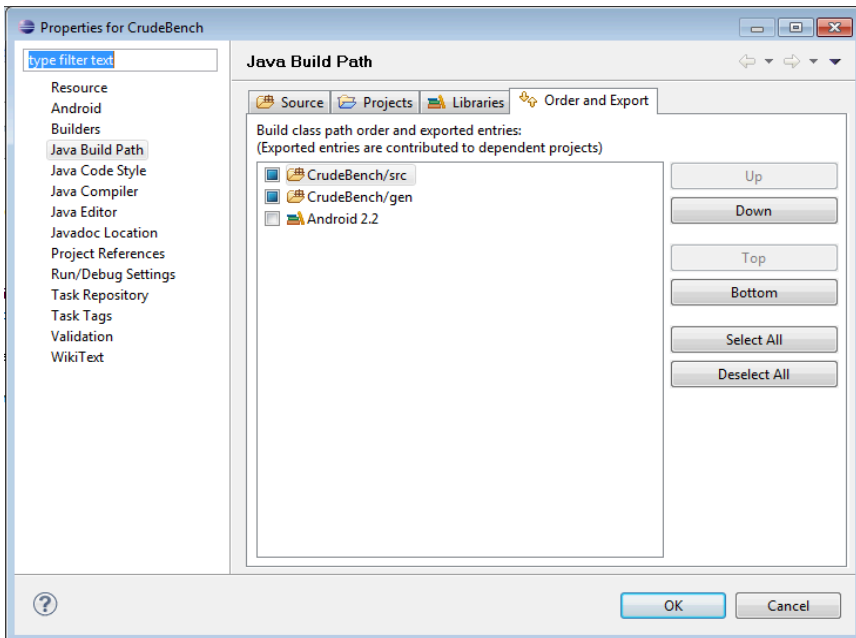 Properties for CrudeBench
type filter text
Resource
Android
Builders
Java Build Path
Java Code Style
Java Compiler
Java Editor
Javadoc Location
Project References
Run/Debug Settings
Task Repository
Task Tags
Validation
WikiText
Java Build Path
Source Projects Libraries Order and Export
Build class path order and exported entries:
(Exported entries are contributed to dependent projects)
CrudeBench/src
CrudeBench/gen
Android 2.2
Up
Down
Top
Bottom
Select All
Deselect All
OK Cancel